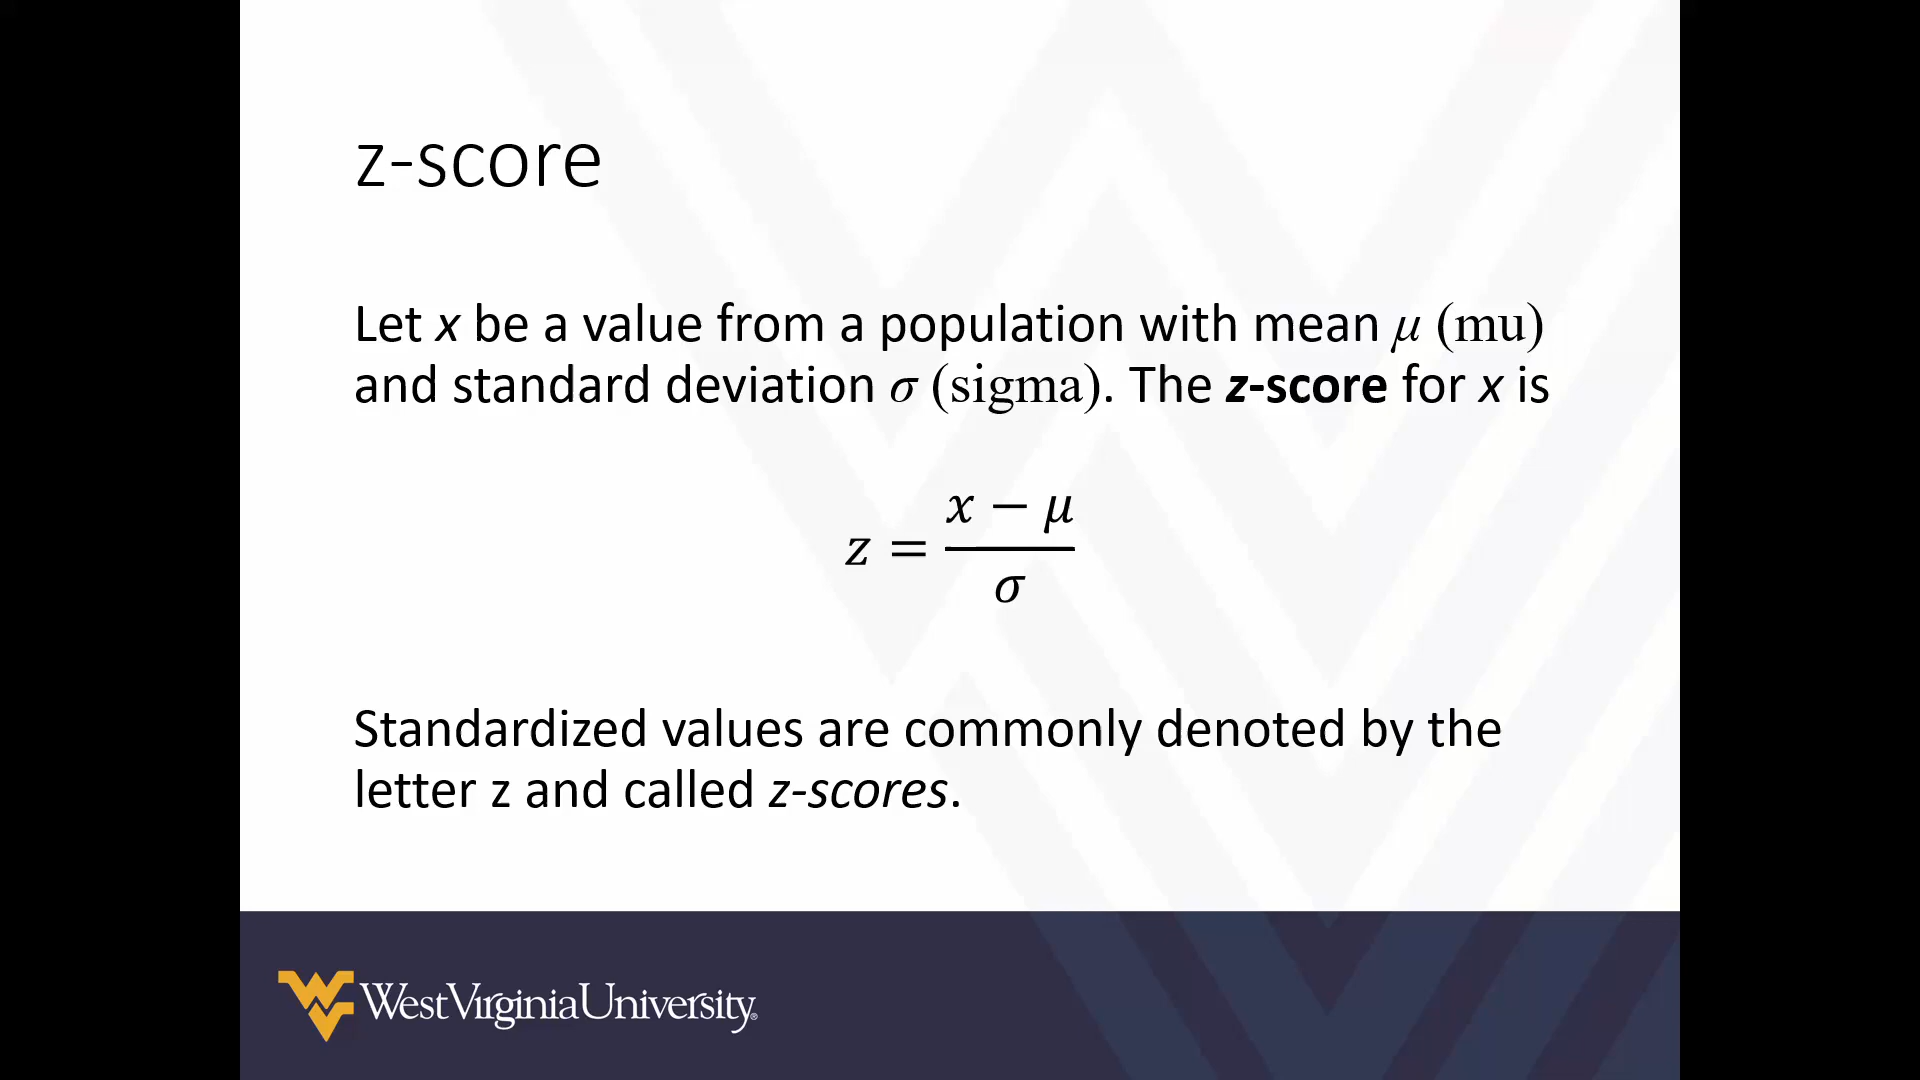 z-score
Let x be a value from a population with mean μ (mu)
and standard deviation σ (sigma). The z-score for x is
z = \frac{x − μ}{σ}
Standardized values are commonly denoted by the
letter z and called z-scores.
WestVirginiaUniversity®